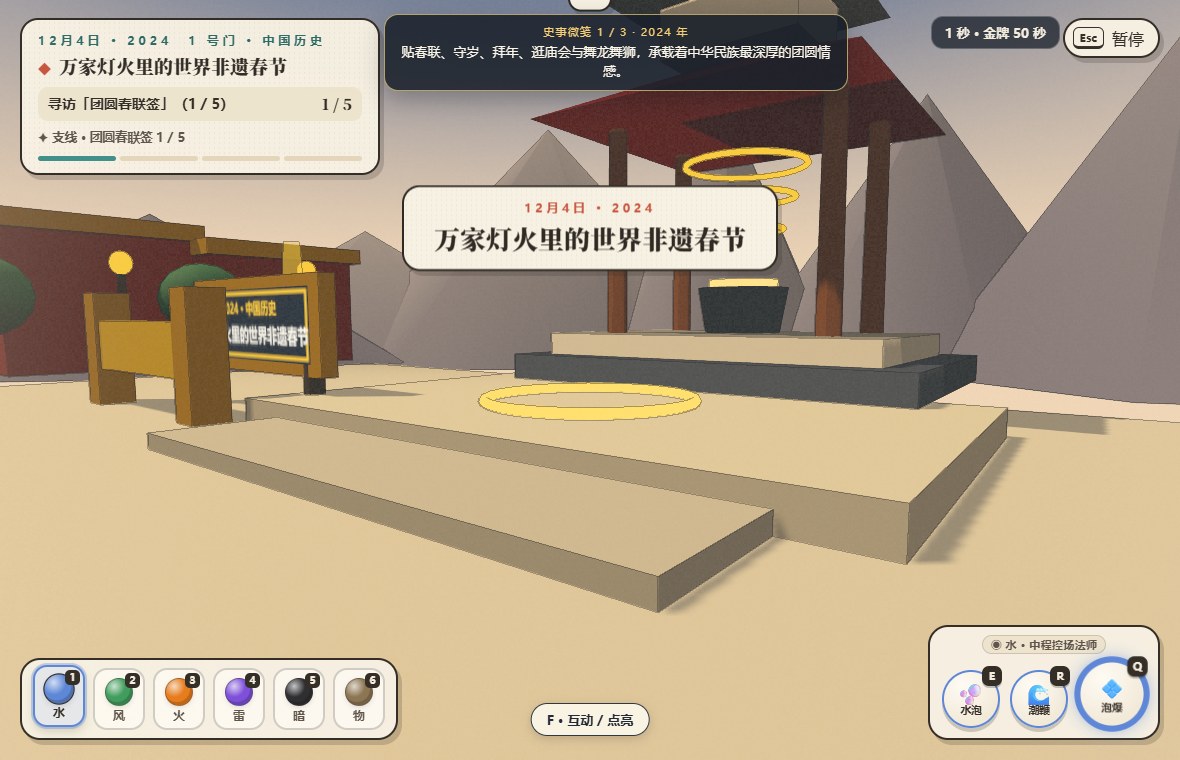 12月4日 • 2024 1 号门 • 中国历史
◆ 万家灯火里的世界非遗春节
寻访「团圆春联签」（1 / 5） 1 / 5
✦ 支线 • 团圆春联签 1 / 5
史事微笺 1 / 3 · 2024 年
贴春联、守岁、拜年、逛庙会与舞龙舞狮，承载着中华民族最深厚的团圆情
感。
1 秒 • 金牌 50 秒
Esc 暂停
12月4日 • 2024
万家灯火里的世界非遗春节
024 • 中国历史
火里的世界非遗春节
1 水
2 风
3 火
4 雷
5 暗
6 物
F • 互动 / 点亮
◉ 水 • 中程控场法师
E 水泡
R 潮鞭
Q 泡爆